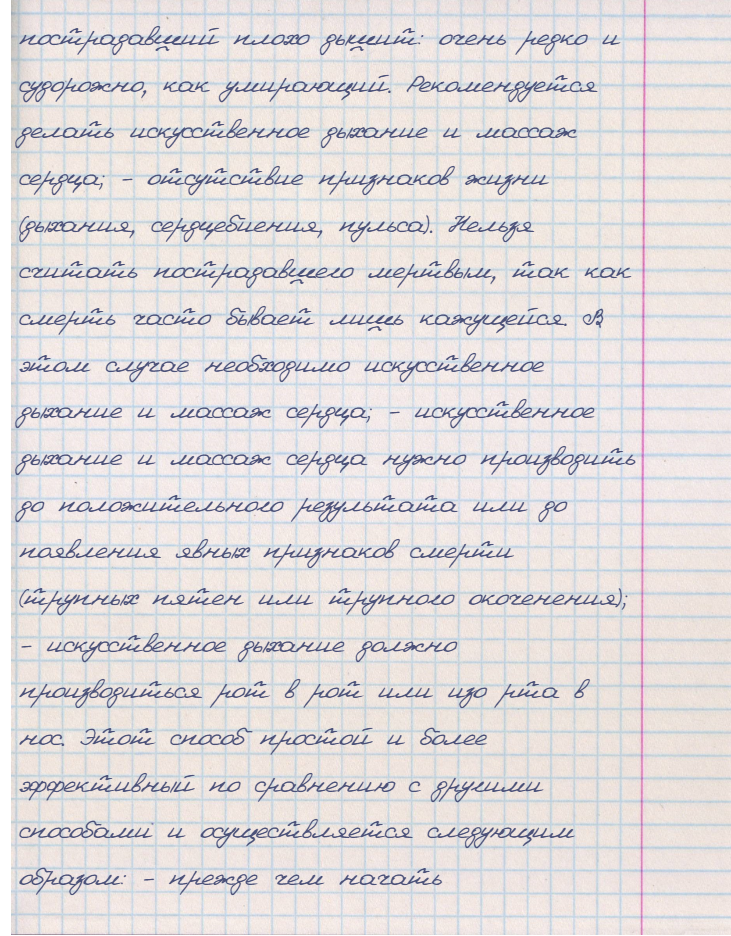 пострадавший плохо дышит: очень редко и
судорожно, как умирающий. Рекомендуется
делать искусственное дыхание и массаж
сердца; - отсутствие признаков жизни
(дыхания, сердцебиения, пульса). Нельзя
считать пострадавшего мертвым, так как
смерть часто бывает лишь кажущейся. В
этом случае необходимо искусственное
дыхание и массаж сердца; - искусственное
дыхание и массаж сердца нужно производить
до положительного результата или до
появления явных признаков смерти
(трупных пятен или трупного окоченения);
- искусственное дыхание должно
производиться рот в рот или изо рта в
нос. Этот способ простой и более
эффективный по сравнению с другими
способами и осуществляется следующим
образом: - прежде чем начать